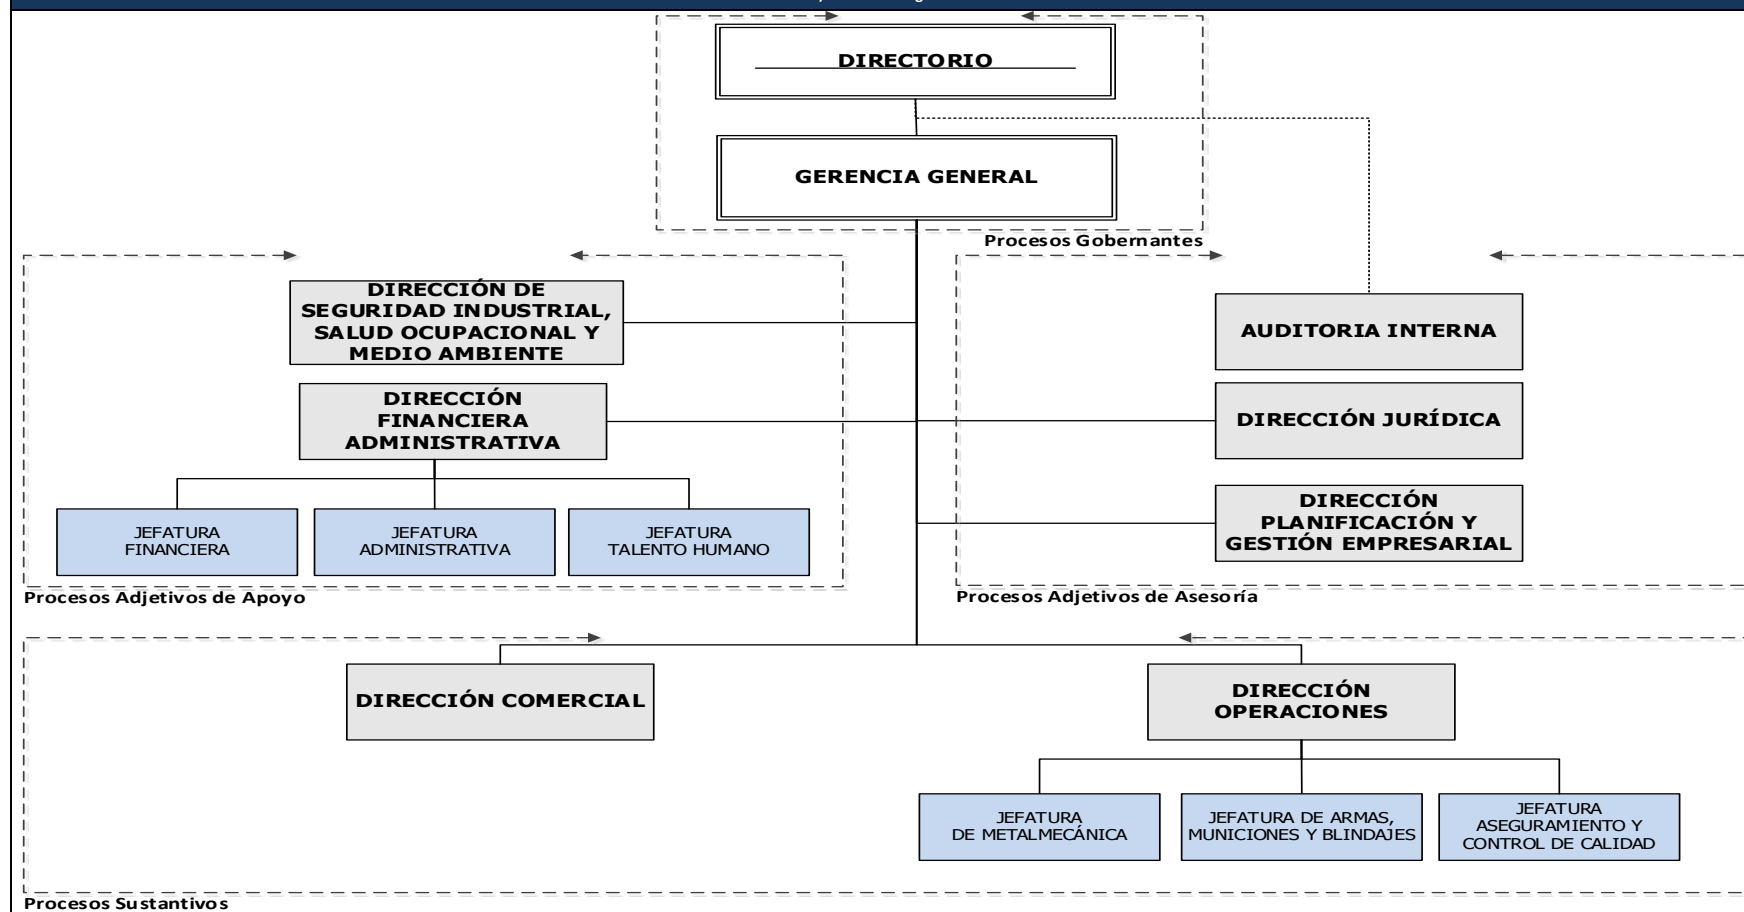 DIRECTORIO
GERENCIA GENERAL
Procesos Gobernantes
DIRECCIÓN DE
SEGURIDAD INDUSTRIAL,
SALUD OCUPACIONAL Y
MEDIO AMBIENTE
AUDITORIA INTERNA
DIRECCIÓN
FINANCIERA
ADMINISTRATIVA
DIRECCIÓN JURÍDICA
JEFATURA
FINANCIERA
JEFATURA
ADMINISTRATIVA
JEFATURA
TALENTO HUMANO
DIRECCIÓN
PLANIFICACIÓN Y
GESTIÓN EMPRESARIAL
Procesos Adjetivos de Apoyo
Procesos Adjetivos de Asesoría
DIRECCIÓN COMERCIAL
DIRECCIÓN
OPERACIONES
JEFATURA
DE METALMECÁNICA
JEFATURA DE ARMAS,
MUNICIONES Y BLINDAJES
JEFATURA
ASEGURAMIENTO Y
CONTROL DE CALIDAD
Procesos Sustantivos